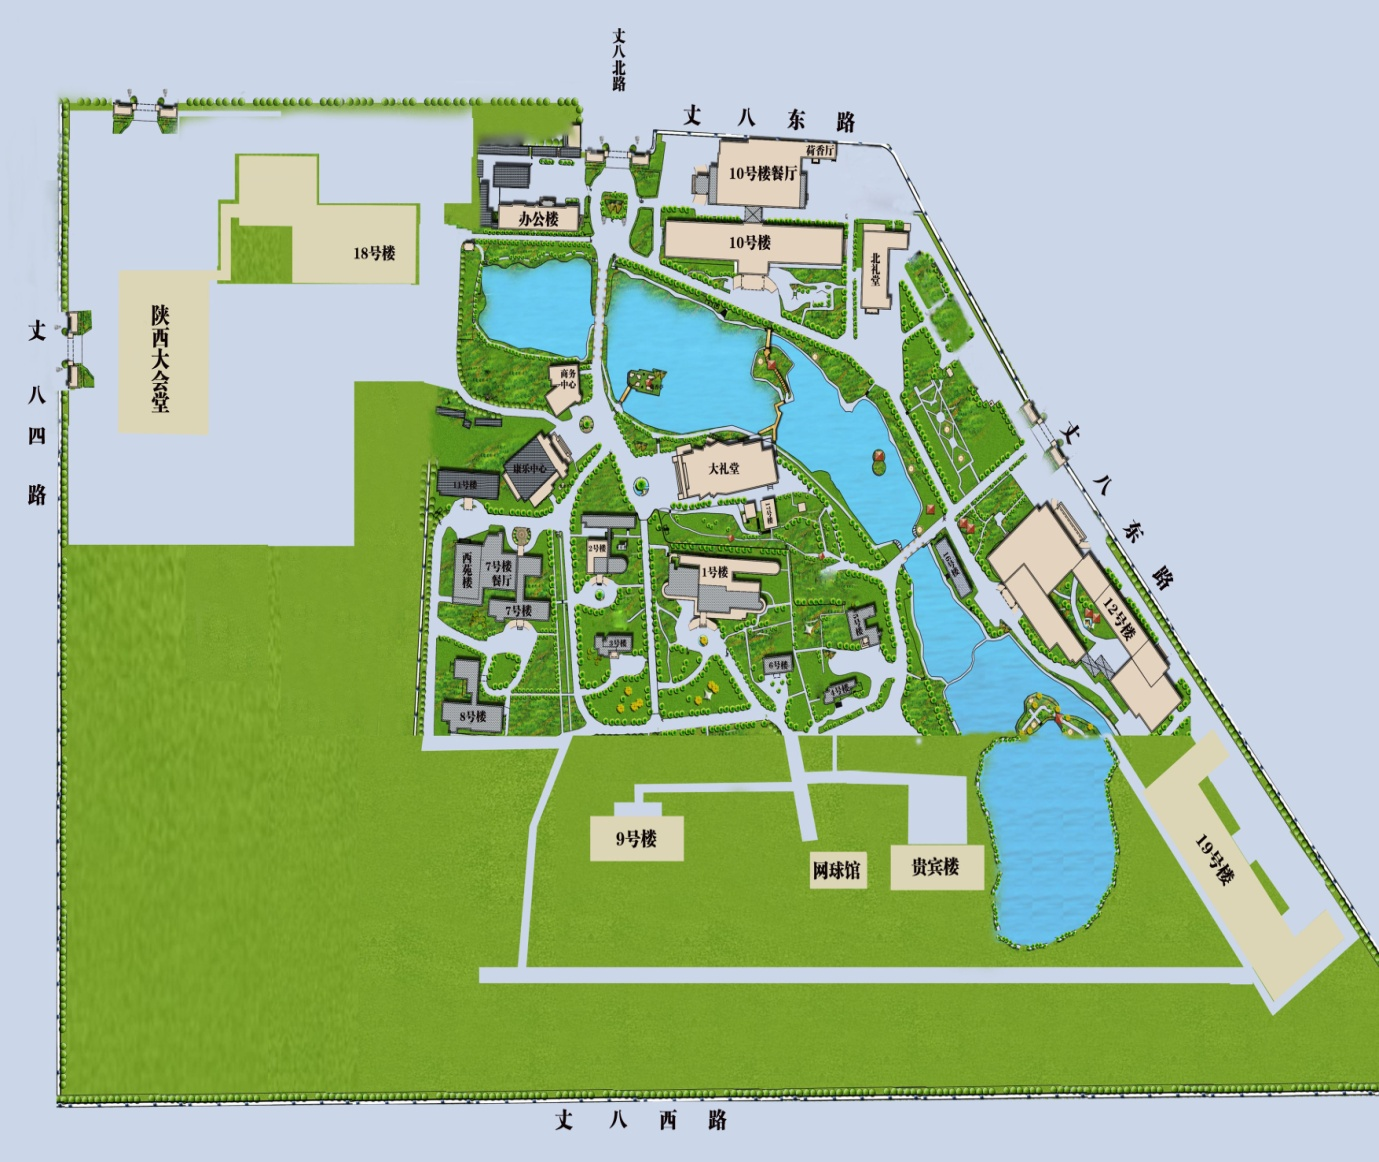 丈八北路
丈八东路
荷香厅
10号楼餐厅
办公楼
10号楼
18号楼
北礼堂
陕西大会堂
丈八四路
商务
中心
丈八东路
大礼堂
康乐中心
11号楼
2号楼
西苑楼
7号楼
餐厅
1号楼
16号楼
7号楼
12号楼
3号楼
5号楼
6号楼
4号楼
8号楼
9号楼
网球馆
贵宾楼
19号楼
丈八西路